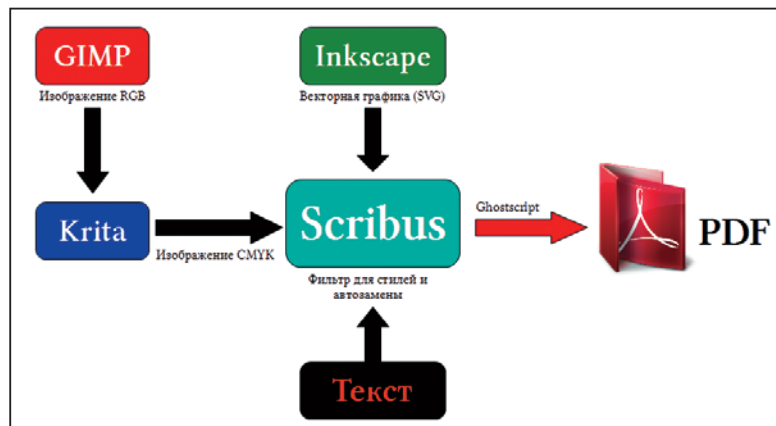 GIMP
Изображение RGB
Inkscape
Векторная графика (SVG)
Krita
Изображение CMYK
Scribus
Фильтр для стилей и
автозамены
Ghostscript
PDF
Текст